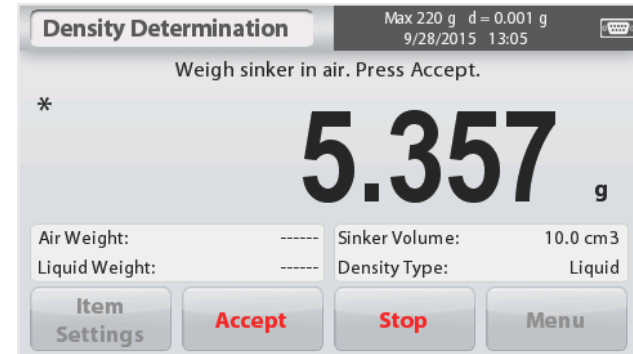 Density Determination
Max 220 g d = 0.001 g
9/28/2015 13:05
Weigh sinker in air. Press Accept.
*
5.357 g
Air Weight: ------ Sinker Volume: 10.0 cm3
Liquid Weight: ------ Density Type: Liquid
Item Settings
Accept
Stop
Menu